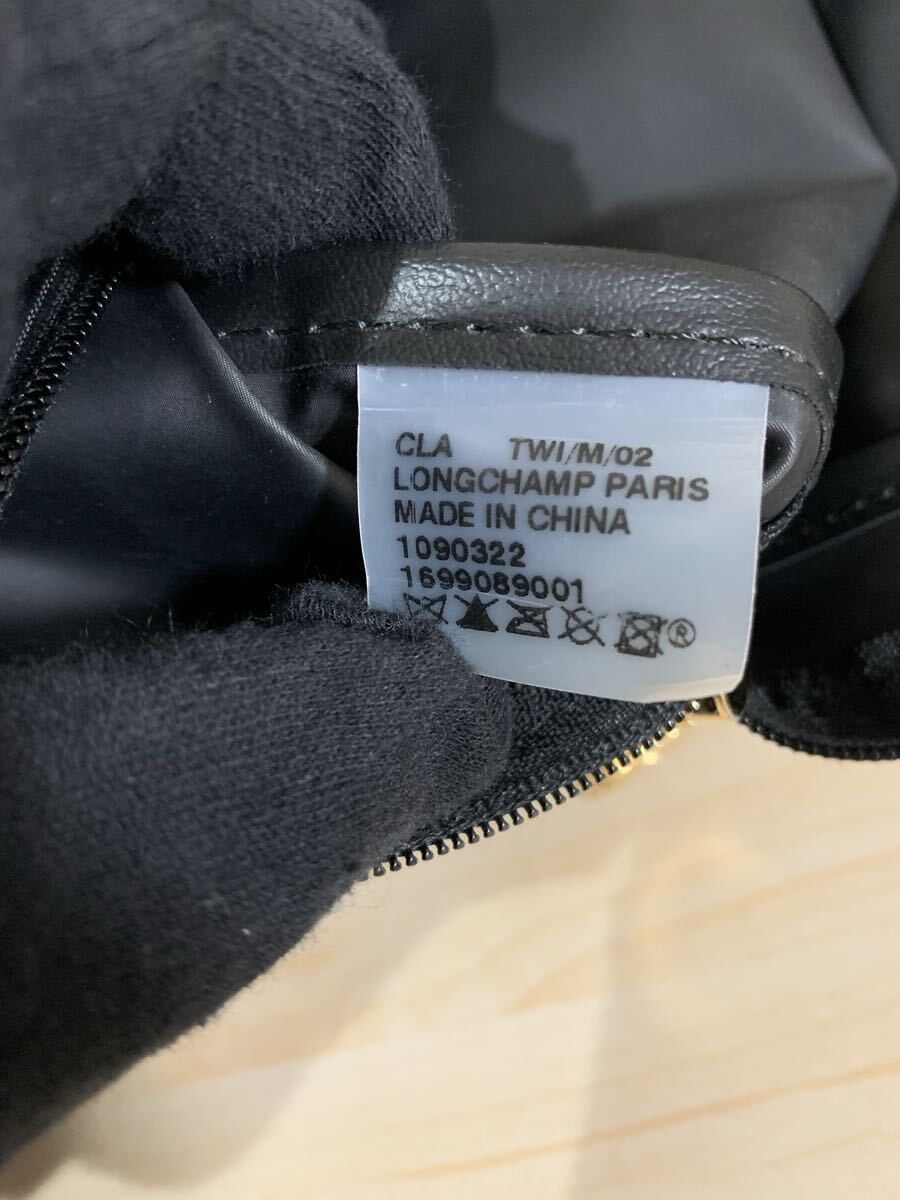 CLA TWI/M/02
LONGCHAMP PARIS
MADE IN CHINA
1090322
1699089001
®